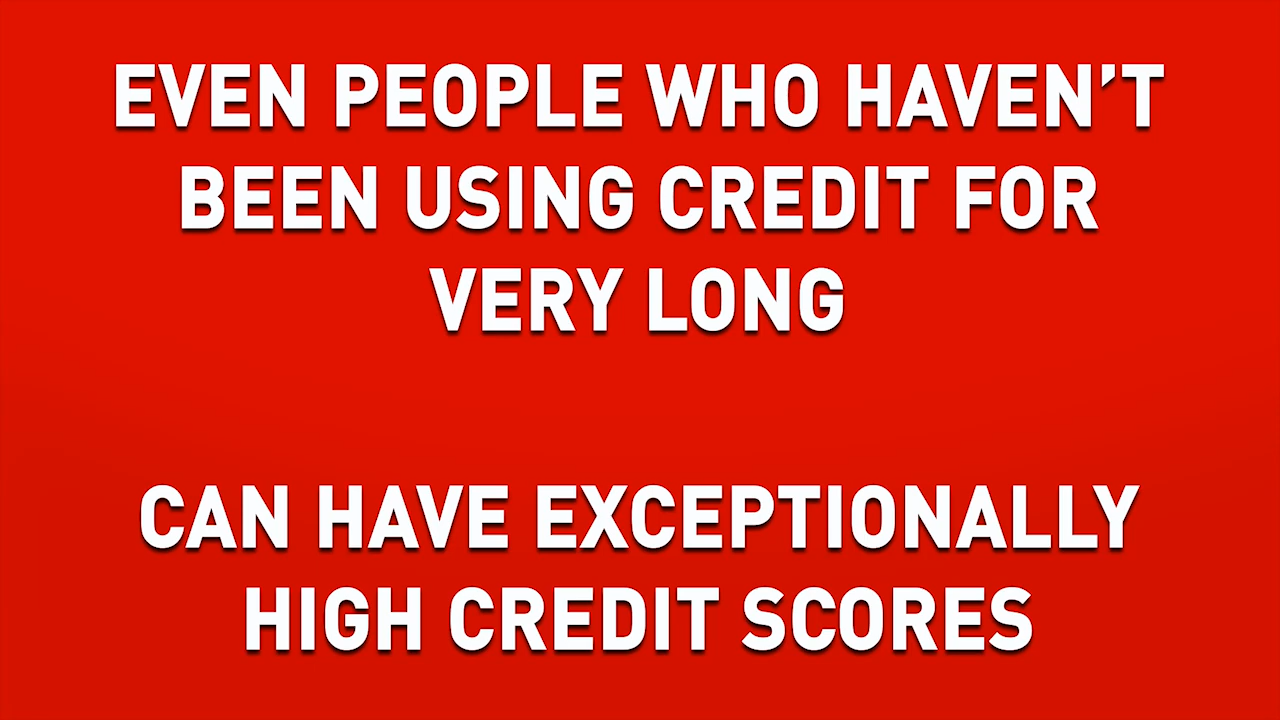 EVEN PEOPLE WHO HAVEN’T
BEEN USING CREDIT FOR
VERY LONG
CAN HAVE EXCEPTIONALLY
HIGH CREDIT SCORES